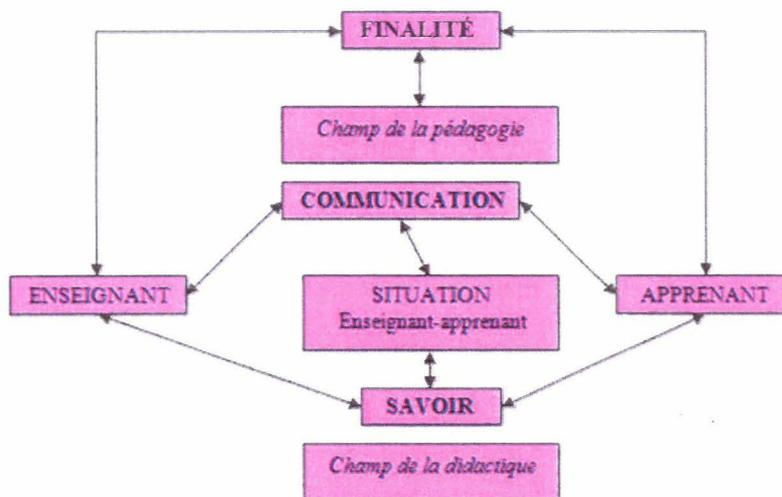 FINALITÉ
Champ de la pédagogie
COMMUNICATION
ENSEIGNANT
SITUATION
Enseignant-apprenant
APPRENANT
SAVOIR
Champ de la didactique